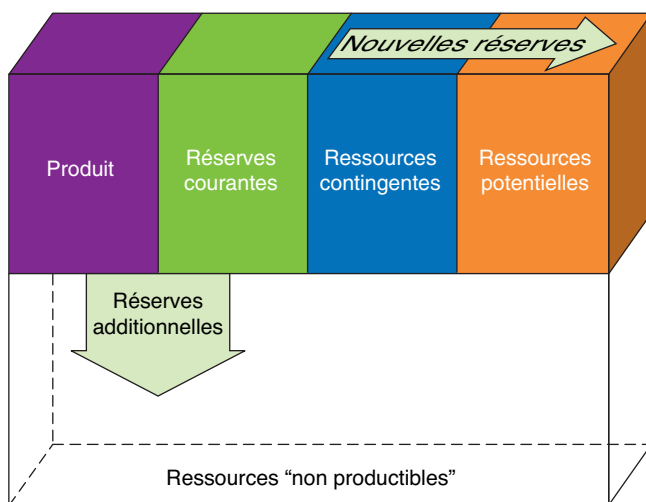 Nouvelles réserves
Produit
Réserves
courantes
Ressources
contingentes
Ressources
potentielles
Réserves
additionnelles
Ressources “non productibles”